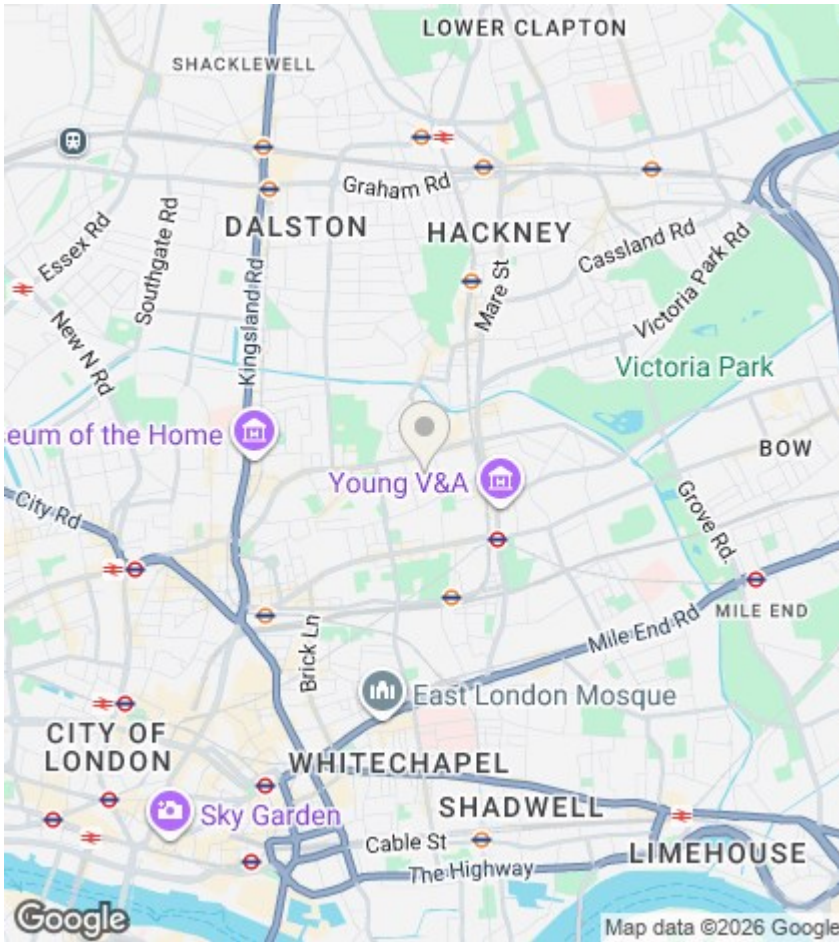 LOWER CLAPTON
SHACKLEWELL
Graham Rd
DALSTON
HACKNEY
Cassland Rd
Essex Rd
Southgate Rd
Kingsland Rd
Mare St
Victoria Park Rd
New N Rd
Victoria Park
eum of the Home
BOW
Young V&A
City Rd
Grove Rd.
MILE END
Mile End Rd
Brick Ln
East London Mosque
CITY OF
LONDON
WHITECHAPEL
SHADWELL
Sky Garden
Cable St
LIMEHOUSE
The Highway
Google
Map data ©2026 Google